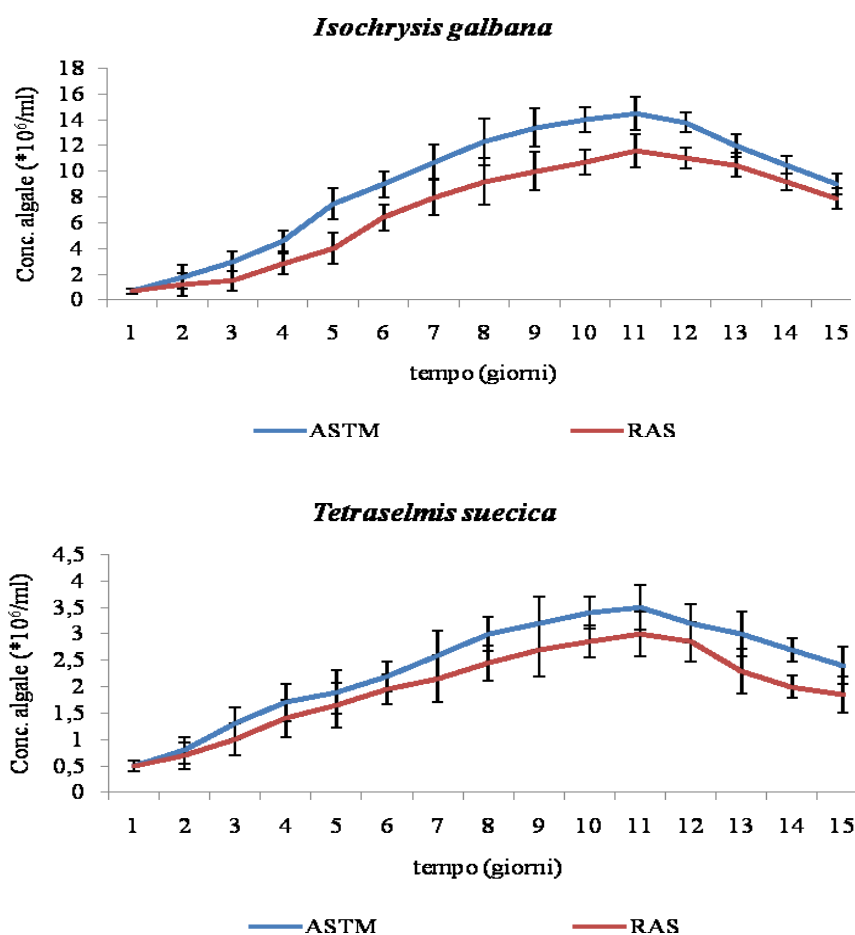 Isochrysis galbana
Conc. algale (*10⁶/ml)
18
16
14
12
10
8
6
4
2
0
1 2 3 4 5 6 7 8 9 10 11 12 13 14 15
tempo (giorni)
ASTM RAS
Tetraselmis suecica
Conc. algale (*10⁶/ml)
4,5
4
3,5
3
2,5
2
1,5
1
0,5
0
1 2 3 4 5 6 7 8 9 10 11 12 13 14 15
tempo (giorni)
ASTM RAS